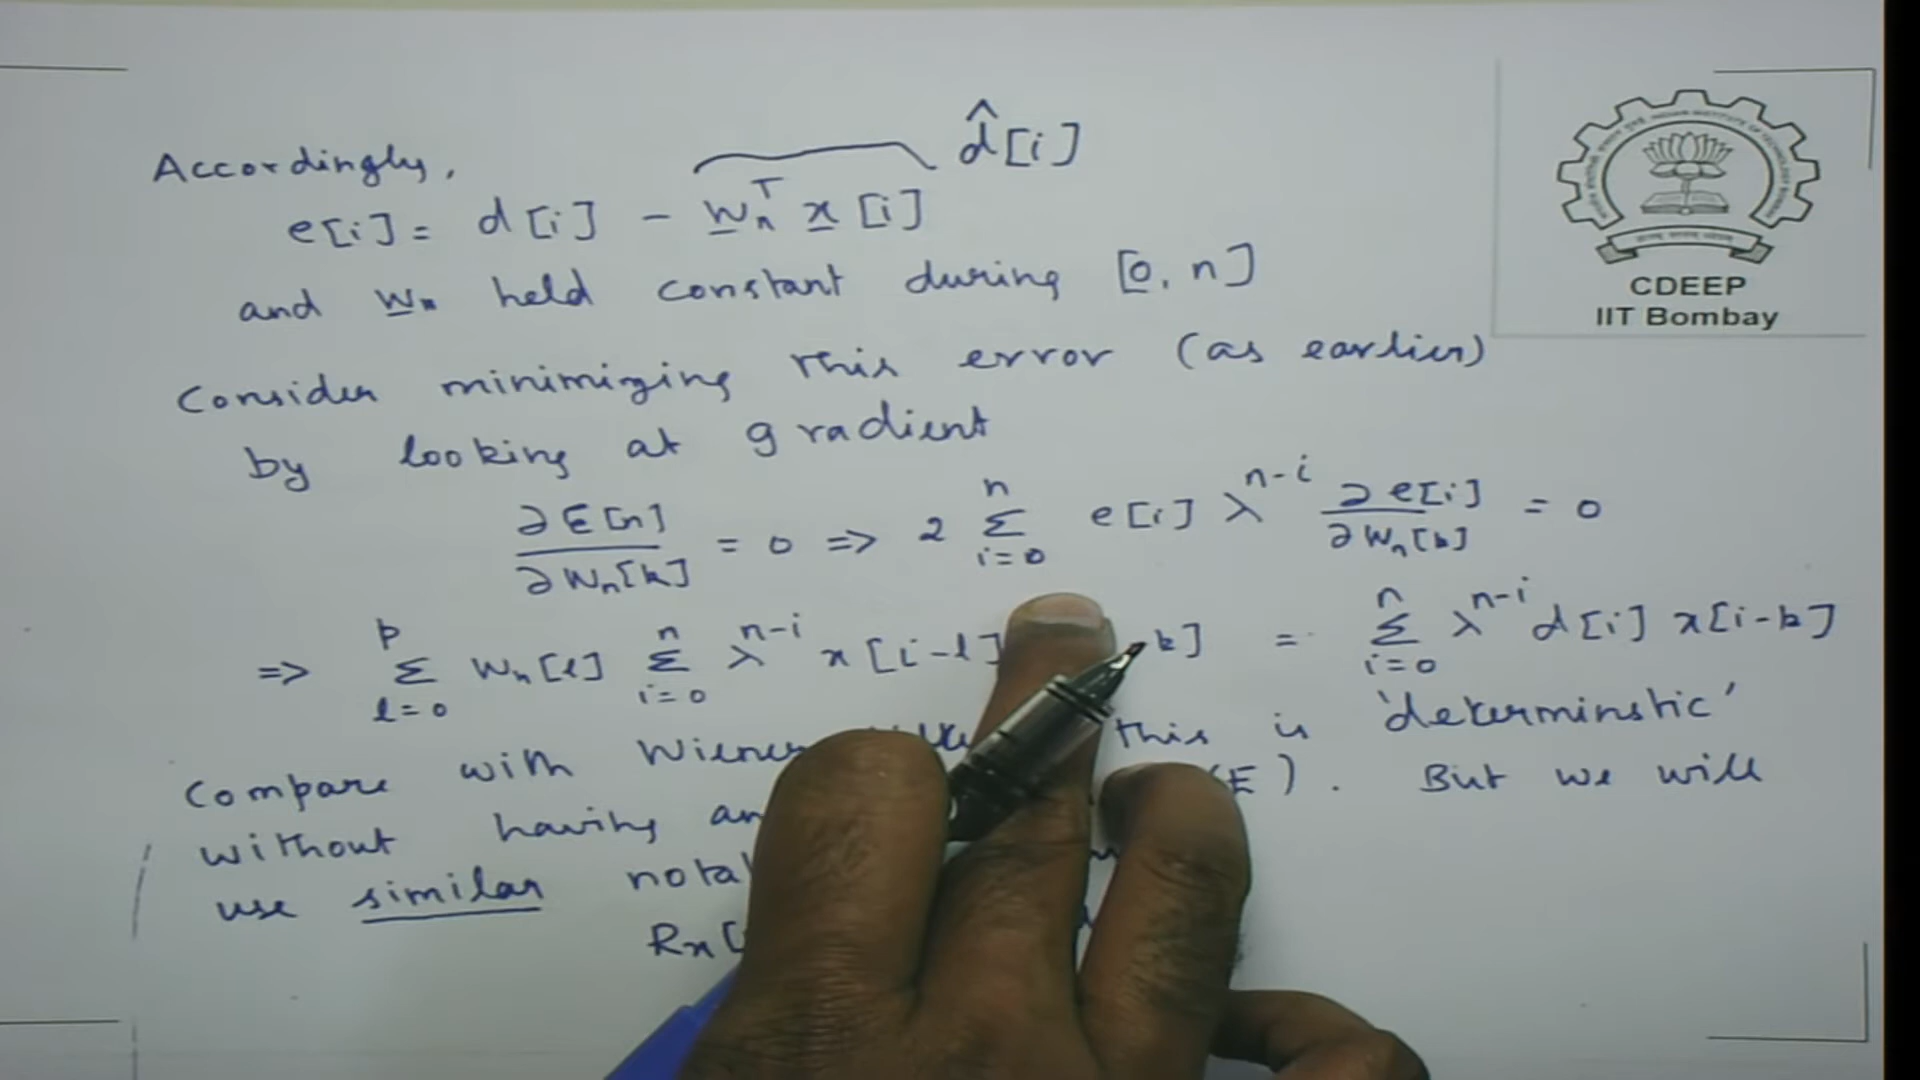 Accordingly,
d̂[i]
e[i] = d[i] - w_n^T x[i]
and w_n held constant during [0, n]
Consider minimizing this error (as earlier)
by looking at gradient
∂E[n]/∂w_n[k] = 0 => 2 Σ_{i=0}^{n} e[i] λ^{n-i} ∂e[i]/∂w_n[k] = 0
=> Σ_{l=0}^{p} w_n[l] Σ_{i=0}^{n} λ^{n-i} x[i-l] k] = Σ_{i=0}^{n} λ^{n-i} d[i] x[i-k]
Compare with Wiener this is 'determinstic'
without having (E). But we will
use similar
Rx[
CDEEP
IIT Bombay